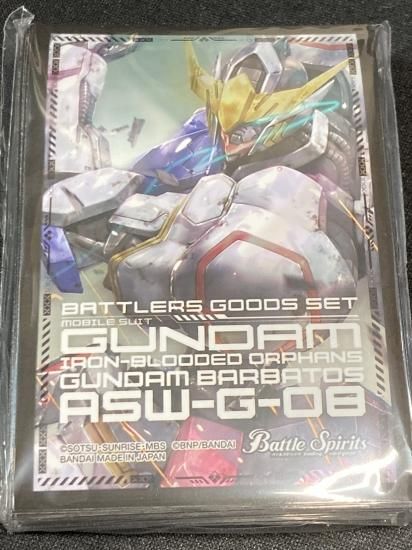 BATTLERS GOODS SET
MOBILE SUIT
GUNDAM
IRON-BLOODED ORPHANS
GUNDAM BARBATOS
ASW-G-08
©SOTSU·SUNRISE·MBS ©BNP/BANDAI
BANDAI MADE IN JAPAN
Battle Spirits